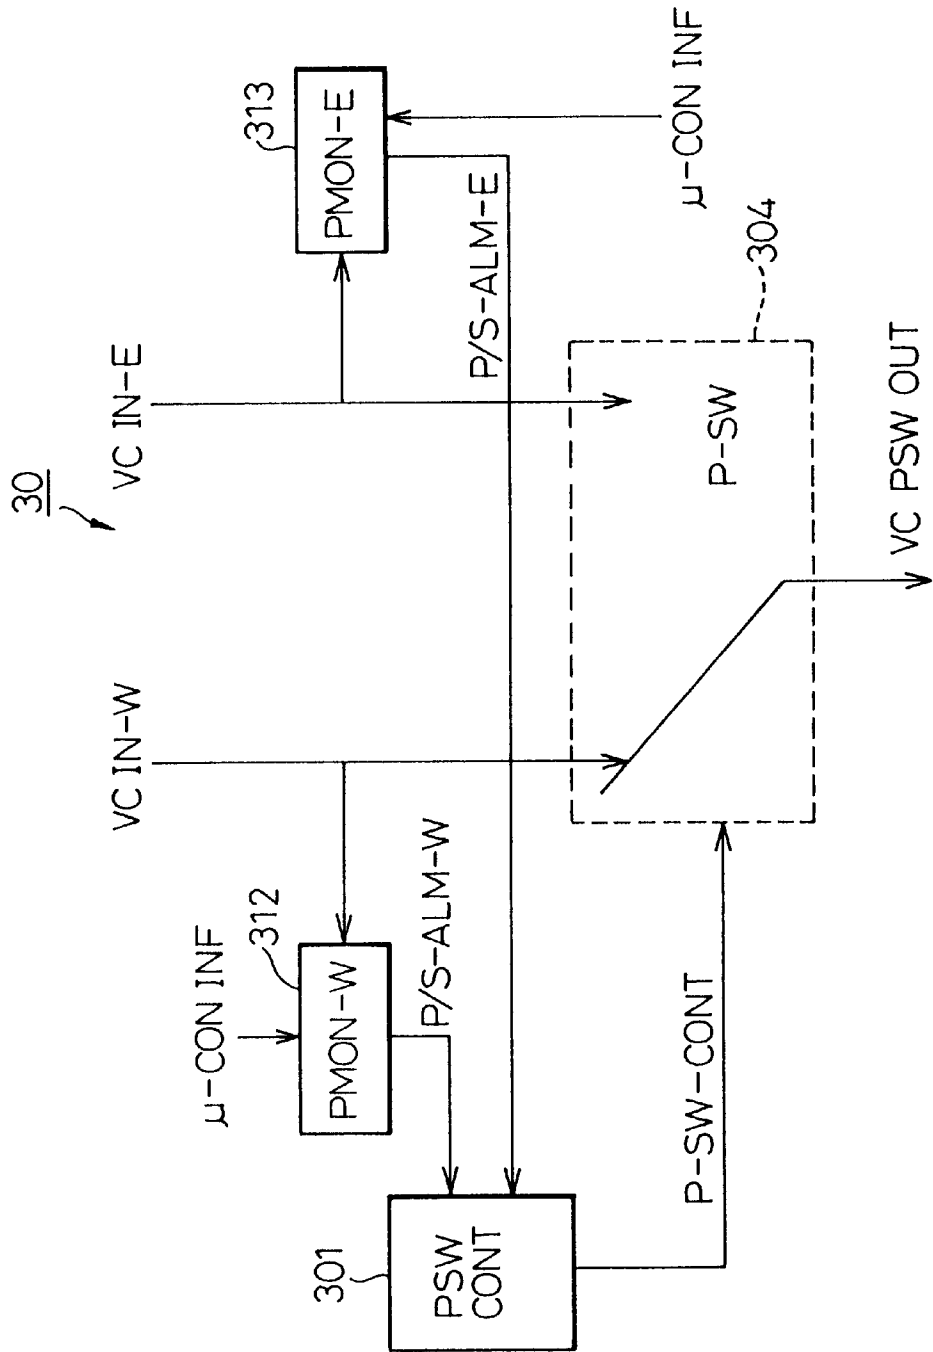 30
VC IN-W
VC IN-E
μ-CON INF
312
PMON-W
313
PMON-E
P/S-ALM-W
P/S-ALM-E
μ-CON INF
301
PSW
CONT
P-SW-CONT
P-SW
304
VC PSW OUT